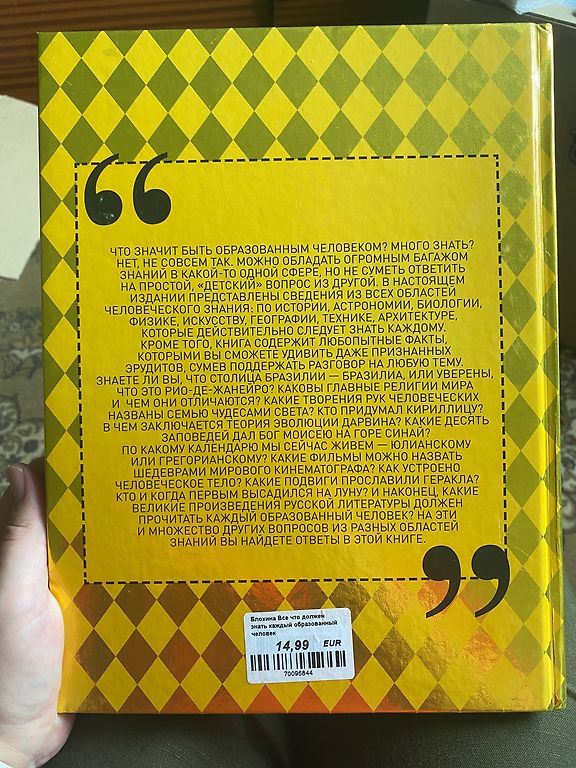 ЧТО ЗНАЧИТ БЫТЬ ОБРАЗОВАННЫМ ЧЕЛОВЕКОМ? МНОГО ЗНАТЬ?
НЕТ, НЕ СОВСЕМ ТАК. МОЖНО ОБЛАДАТЬ ОГРОМНЫМ БАГАЖОМ
ЗНАНИЙ В КАКОЙ-ТО ОДНОЙ СФЕРЕ, НО НЕ СУМЕТЬ ОТВЕТИТЬ
НА ПРОСТОЙ, «ДЕТСКИЙ» ВОПРОС ИЗ ДРУГОЙ. В НАСТОЯЩЕМ
ИЗДАНИИ ПРЕДСТАВЛЕНЫ СВЕДЕНИЯ ИЗ ВСЕХ ОБЛАСТЕЙ
ЧЕЛОВЕЧЕСКОГО ЗНАНИЯ: ПО ИСТОРИИ, АСТРОНОМИИ, БИОЛОГИИ,
ФИЗИКЕ, ИСКУССТВУ, ГЕОГРАФИИ, ТЕХНИКЕ, АРХИТЕКТУРЕ,
КОТОРЫЕ ДЕЙСТВИТЕЛЬНО СЛЕДУЕТ ЗНАТЬ КАЖДОМУ.
КРОМЕ ТОГО, КНИГА СОДЕРЖИТ ЛЮБОПЫТНЫЕ ФАКТЫ,
КОТОРЫМИ ВЫ СМОЖЕТЕ УДИВИТЬ ДАЖЕ ПРИЗНАННЫХ
ЭРУДИТОВ, СУМЕВ ПОДДЕРЖАТЬ РАЗГОВОР НА ЛЮБУЮ ТЕМУ.
ЗНАЕТЕ ЛИ ВЫ, ЧТО СТОЛИЦА БРАЗИЛИИ — БРАЗИЛИА, ИЛИ УВЕРЕНЫ,
ЧТО ЭТО РИО-ДЕ-ЖАНЕЙРО? КАКОВЫ ГЛАВНЫЕ РЕЛИГИИ МИРА
И ЧЕМ ОНИ ОТЛИЧАЮТСЯ? КАКИЕ ТВОРЕНИЯ РУК ЧЕЛОВЕЧЕСКИХ
НАЗВАНЫ СЕМЬЮ ЧУДЕСАМИ СВЕТА? КТО ПРИДУМАЛ КИРИЛЛИЦУ?
В ЧЕМ ЗАКЛЮЧАЕТСЯ ТЕОРИЯ ЭВОЛЮЦИИ ДАРВИНА? КАКИЕ ДЕСЯТЬ
ЗАПОВЕДЕЙ ДАЛ БОГ МОИСЕЮ НА ГОРЕ СИНАЙ?
ПО КАКОМУ КАЛЕНДАРЮ МЫ СЕЙЧАС ЖИВЕМ — ЮЛИАНСКОМУ
ИЛИ ГРЕГОРИАНСКОМУ? КАКИЕ ФИЛЬМЫ МОЖНО НАЗВАТЬ
ШЕДЕВРАМИ МИРОВОГО КИНЕМАТОГРАФА? КАК УСТРОЕНО
ЧЕЛОВЕЧЕСКОЕ ТЕЛО? КАКИЕ ПОДВИГИ ПРОСЛАВИЛИ ГЕРАКЛА?
КТО И КОГДА ПЕРВЫМ ВЫСАДИЛСЯ НА ЛУНУ? И НАКОНЕЦ, КАКИЕ
ВЕЛИКИЕ ПРОИЗВЕДЕНИЯ РУССКОЙ ЛИТЕРАТУРЫ ДОЛЖЕН
ПРОЧИТАТЬ КАЖДЫЙ ОБРАЗОВАННЫЙ ЧЕЛОВЕК? НА ЭТИ
И МНОЖЕСТВО ДРУГИХ ВОПРОСОВ ИЗ РАЗНЫХ ОБЛАСТЕЙ
ЗНАНИЙ ВЫ НАЙДЕТЕ ОТВЕТЫ В ЭТОЙ КНИГЕ.
Блохина Все что должен
знать каждый образованный
человек
14,99 EUR
70096844